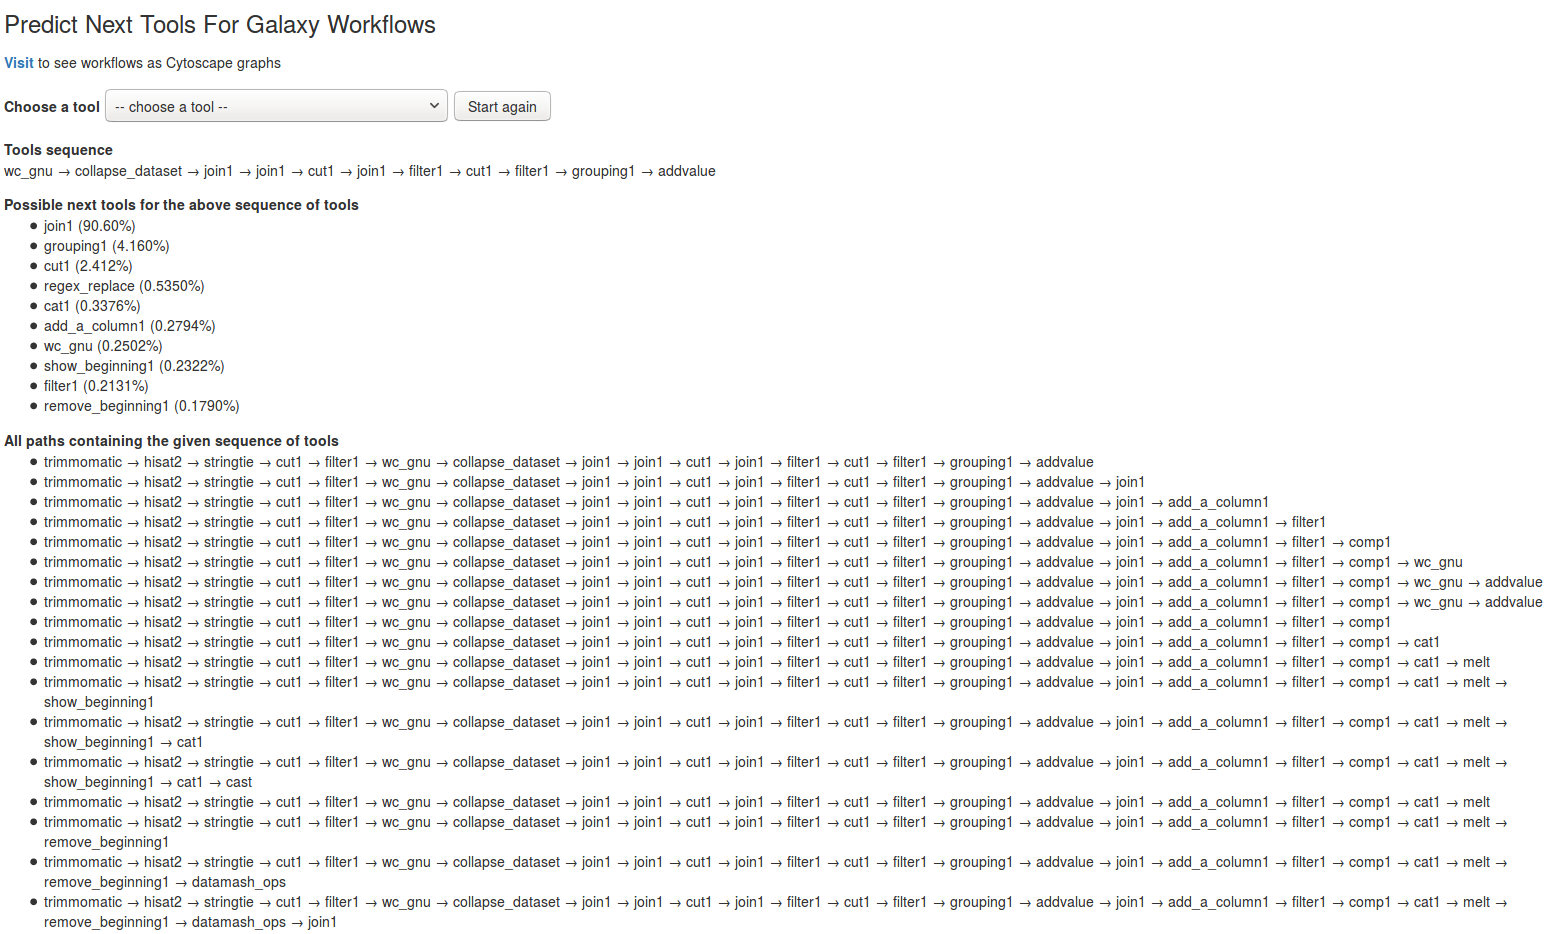 Predict Next Tools For Galaxy Workflows
Visit to see workflows as Cytoscape graphs
Choose a tool -- choose a tool -- Start again
Tools sequence
wc_gnu → collapse_dataset → join1 → join1 → cut1 → join1 → filter1 → cut1 → filter1 → grouping1 → addvalue
Possible next tools for the above sequence of tools
● join1 (90.60%)
● grouping1 (4.160%)
● cut1 (2.412%)
● regex_replace (0.5350%)
● cat1 (0.3376%)
● add_a_column1 (0.2794%)
● wc_gnu (0.2502%)
● show_beginning1 (0.2322%)
● filter1 (0.2131%)
● remove_beginning1 (0.1790%)
All paths containing the given sequence of tools
● trimmomatic → hisat2 → stringtie → cut1 → filter1 → wc_gnu → collapse_dataset → join1 → join1 → cut1 → join1 → filter1 → cut1 → filter1 → grouping1 → addvalue
● trimmomatic → hisat2 → stringtie → cut1 → filter1 → wc_gnu → collapse_dataset → join1 → join1 → cut1 → join1 → filter1 → cut1 → filter1 → grouping1 → addvalue → join1
● trimmomatic → hisat2 → stringtie → cut1 → filter1 → wc_gnu → collapse_dataset → join1 → join1 → cut1 → join1 → filter1 → cut1 → filter1 → grouping1 → addvalue → join1 → add_a_column1
● trimmomatic → hisat2 → stringtie → cut1 → filter1 → wc_gnu → collapse_dataset → join1 → join1 → cut1 → join1 → filter1 → cut1 → filter1 → grouping1 → addvalue → join1 → add_a_column1 → filter1
● trimmomatic → hisat2 → stringtie → cut1 → filter1 → wc_gnu → collapse_dataset → join1 → join1 → cut1 → join1 → filter1 → cut1 → filter1 → grouping1 → addvalue → join1 → add_a_column1 → filter1 → comp1
● trimmomatic → hisat2 → stringtie → cut1 → filter1 → wc_gnu → collapse_dataset → join1 → join1 → cut1 → join1 → filter1 → cut1 → filter1 → grouping1 → addvalue → join1 → add_a_column1 → filter1 → comp1 → wc_gnu
● trimmomatic → hisat2 → stringtie → cut1 → filter1 → wc_gnu → collapse_dataset → join1 → join1 → cut1 → join1 → filter1 → cut1 → filter1 → grouping1 → addvalue → join1 → add_a_column1 → filter1 → comp1 → wc_gnu → addvalue
● trimmomatic → hisat2 → stringtie → cut1 → filter1 → wc_gnu → collapse_dataset → join1 → join1 → cut1 → join1 → filter1 → cut1 → filter1 → grouping1 → addvalue → join1 → add_a_column1 → filter1 → comp1 → wc_gnu → addvalue
● trimmomatic → hisat2 → stringtie → cut1 → filter1 → wc_gnu → collapse_dataset → join1 → join1 → cut1 → join1 → filter1 → cut1 → filter1 → grouping1 → addvalue → join1 → add_a_column1 → filter1 → comp1
● trimmomatic → hisat2 → stringtie → cut1 → filter1 → wc_gnu → collapse_dataset → join1 → join1 → cut1 → join1 → filter1 → cut1 → filter1 → grouping1 → addvalue → join1 → add_a_column1 → filter1 → comp1 → cat1
● trimmomatic → hisat2 → stringtie → cut1 → filter1 → wc_gnu → collapse_dataset → join1 → join1 → cut1 → join1 → filter1 → cut1 → filter1 → grouping1 → addvalue → join1 → add_a_column1 → filter1 → comp1 → cat1 → melt
● trimmomatic → hisat2 → stringtie → cut1 → filter1 → wc_gnu → collapse_dataset → join1 → join1 → cut1 → join1 → filter1 → cut1 → filter1 → grouping1 → addvalue → join1 → add_a_column1 → filter1 → comp1 → cat1 → melt →
show_beginning1
● trimmomatic → hisat2 → stringtie → cut1 → filter1 → wc_gnu → collapse_dataset → join1 → join1 → cut1 → join1 → filter1 → cut1 → filter1 → grouping1 → addvalue → join1 → add_a_column1 → filter1 → comp1 → cat1 → melt →
show_beginning1 → cat1
● trimmomatic → hisat2 → stringtie → cut1 → filter1 → wc_gnu → collapse_dataset → join1 → join1 → cut1 → join1 → filter1 → cut1 → filter1 → grouping1 → addvalue → join1 → add_a_column1 → filter1 → comp1 → cat1 → melt →
show_beginning1 → cat1 → cast
● trimmomatic → hisat2 → stringtie → cut1 → filter1 → wc_gnu → collapse_dataset → join1 → join1 → cut1 → join1 → filter1 → cut1 → filter1 → grouping1 → addvalue → join1 → add_a_column1 → filter1 → comp1 → cat1 → melt
● trimmomatic → hisat2 → stringtie → cut1 → filter1 → wc_gnu → collapse_dataset → join1 → join1 → cut1 → join1 → filter1 → cut1 → filter1 → grouping1 → addvalue → join1 → add_a_column1 → filter1 → comp1 → cat1 → melt →
remove_beginning1
● trimmomatic → hisat2 → stringtie → cut1 → filter1 → wc_gnu → collapse_dataset → join1 → join1 → cut1 → join1 → filter1 → cut1 → filter1 → grouping1 → addvalue → join1 → add_a_column1 → filter1 → comp1 → cat1 → melt →
remove_beginning1 → datamash_ops
● trimmomatic → hisat2 → stringtie → cut1 → filter1 → wc_gnu → collapse_dataset → join1 → join1 → cut1 → join1 → filter1 → cut1 → filter1 → grouping1 → addvalue → join1 → add_a_column1 → filter1 → comp1 → cat1 → melt →
remove_beginning1 → datamash_ops → join1